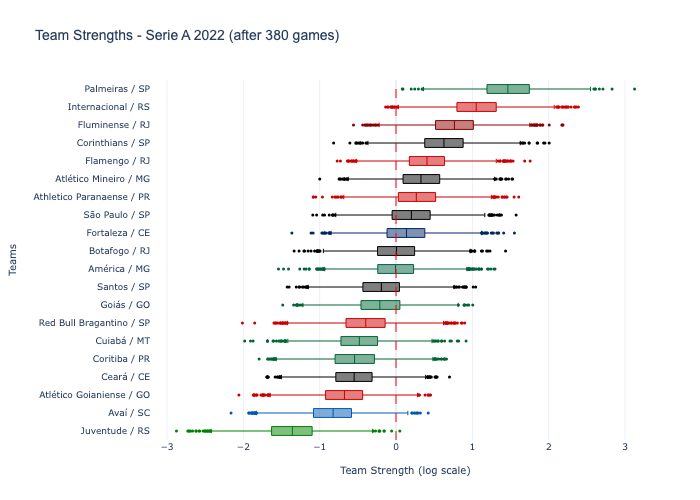 Team Strengths - Serie A 2022 (after 380 games)
Palmeiras / SP
Internacional / RS
Fluminense / RJ
Corinthians / SP
Flamengo / RJ
Atlético Mineiro / MG
Athletico Paranaense / PR
São Paulo / SP
Fortaleza / CE
Botafogo / RJ
América / MG
Santos / SP
Goiás / GO
Red Bull Bragantino / SP
Cuiabá / MT
Coritiba / PR
Ceará / CE
Atlético Goianiense / GO
Avaí / SC
Juventude / RS
Teams
−3 −2 −1 0 1 2 3
Team Strength (log scale)